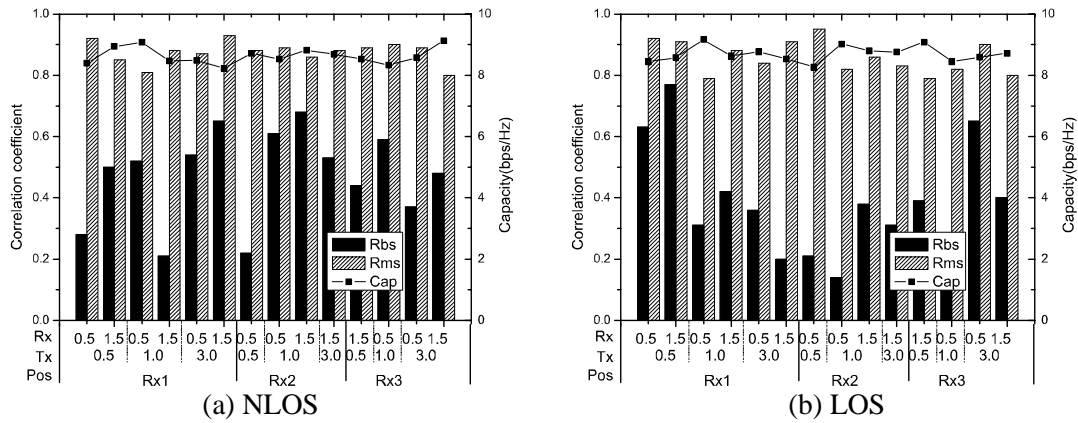 1.0
0.8
0.6
0.4
0.2
0.0
Correlation coefficient
10
8
6
4
2
0
Capacity(bps/Hz)
Rbs
Rms
Cap
Rx 0.5 1.5 0.5 1.5 0.5 1.5 0.5 0.5 1.5 1.5 1.5 0.5 0.5 1.5
Tx 0.5 1.0 3.0 0.5 1.0 3.0 0.5 1.0 3.0
Pos Rx1 Rx2 Rx3
(a) NLOS
1.0
0.8
0.6
0.4
0.2
0.0
Correlation coefficient
10
8
6
4
2
0
Capacity(bps/Hz)
Rbs
Rms
Cap
Rx 0.5 1.5 0.5 1.5 0.5 1.5 0.5 0.5 1.5 1.5 0.5 1.5 0.5 1.5
Tx 0.5 1.0 3.0 0.5 1.0 3.0 0.5 1.0 3.0
Pos Rx1 Rx2 Rx3
(b) LOS